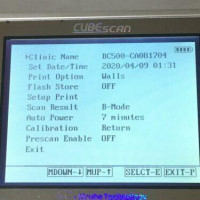 CUBEscan
►Clinic Name BC500-CA0B1704
Set Date/Time 2020/04/09 01:31
Print Option Walls
Flash Store OFF
Setup Print
Scan Result B-Mode
Auto Power 7 minutes
Calibration Return
Prescan Enable OFF
Exit
MDOWN-↓ MUP-↑ SELCT-E EXIT-P